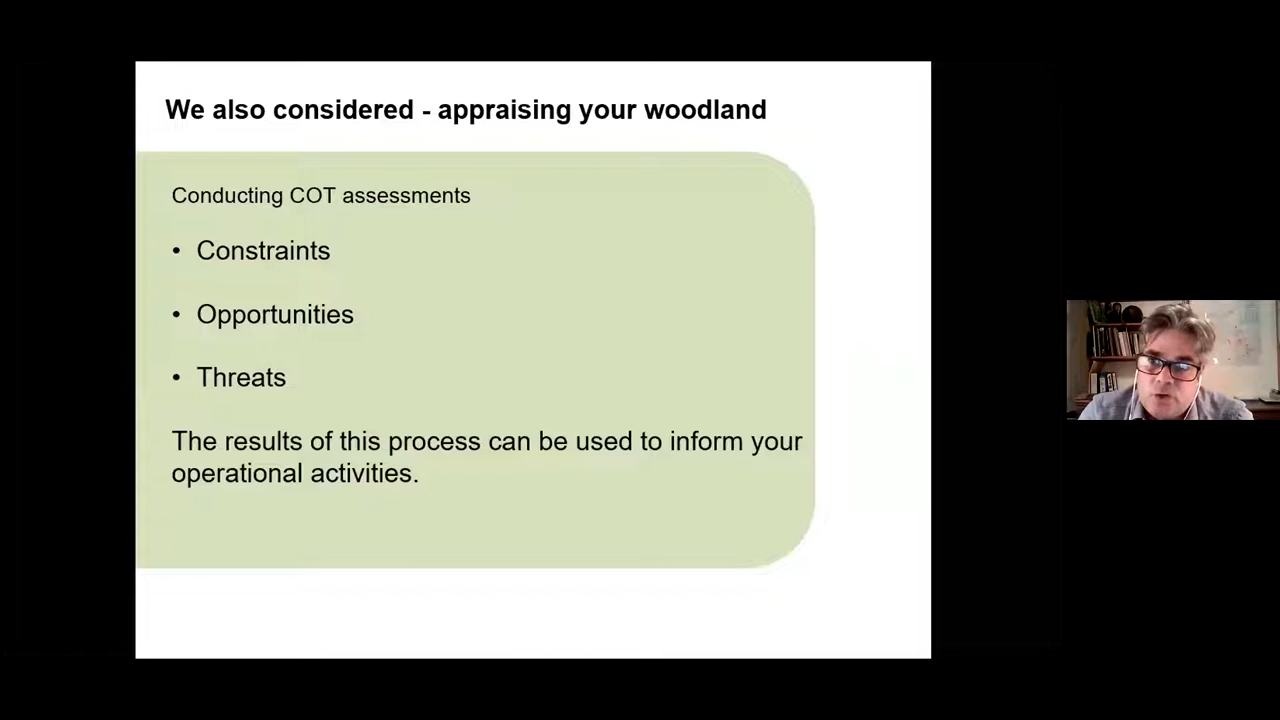 We also considered - appraising your woodland
Conducting COT assessments
• Constraints
• Opportunities
• Threats
The results of this process can be used to inform your
operational activities.